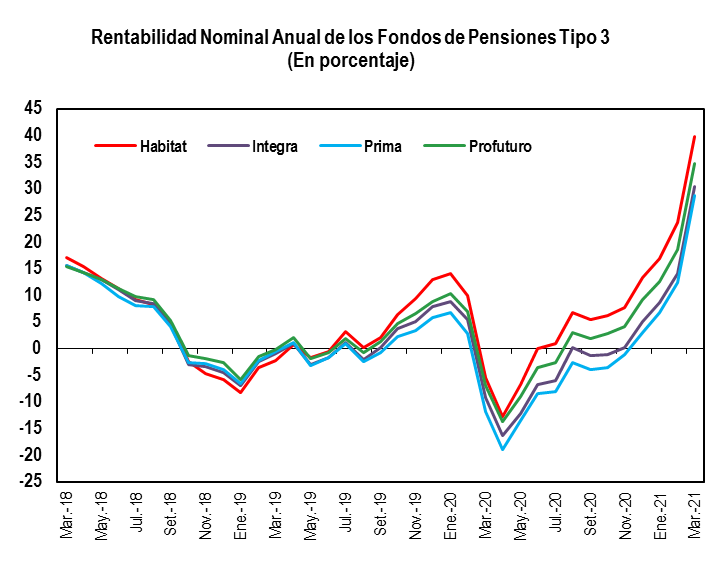 Rentabilidad Nominal Anual de los Fondos de Pensiones Tipo 3
(En porcentaje)
45
40
35
30
25
20
15
10
5
0
-5
-10
-15
-20
-25
Habitat Integra Prima Profuturo
Mar.-18
May.-18
Jul.-18
Set.-18
Nov.-18
Ene.-19
Mar.-19
May.-19
Jul.-19
Set.-19
Nov.-19
Ene.-20
Mar.-20
May.-20
Jul.-20
Set.-20
Nov.-20
Ene.-21
Mar.-21